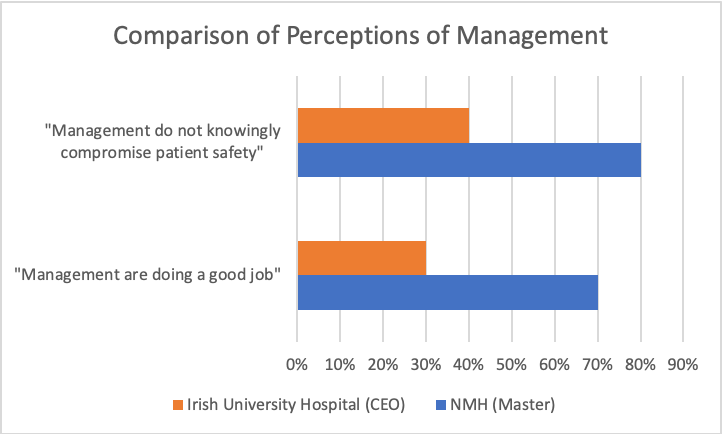 Comparison of Perceptions of Management
"Management do not knowingly
compromise patient safety"
"Management are doing a good job"
0% 10% 20% 30% 40% 50% 60% 70% 80% 90%
Irish University Hospital (CEO) NMH (Master)